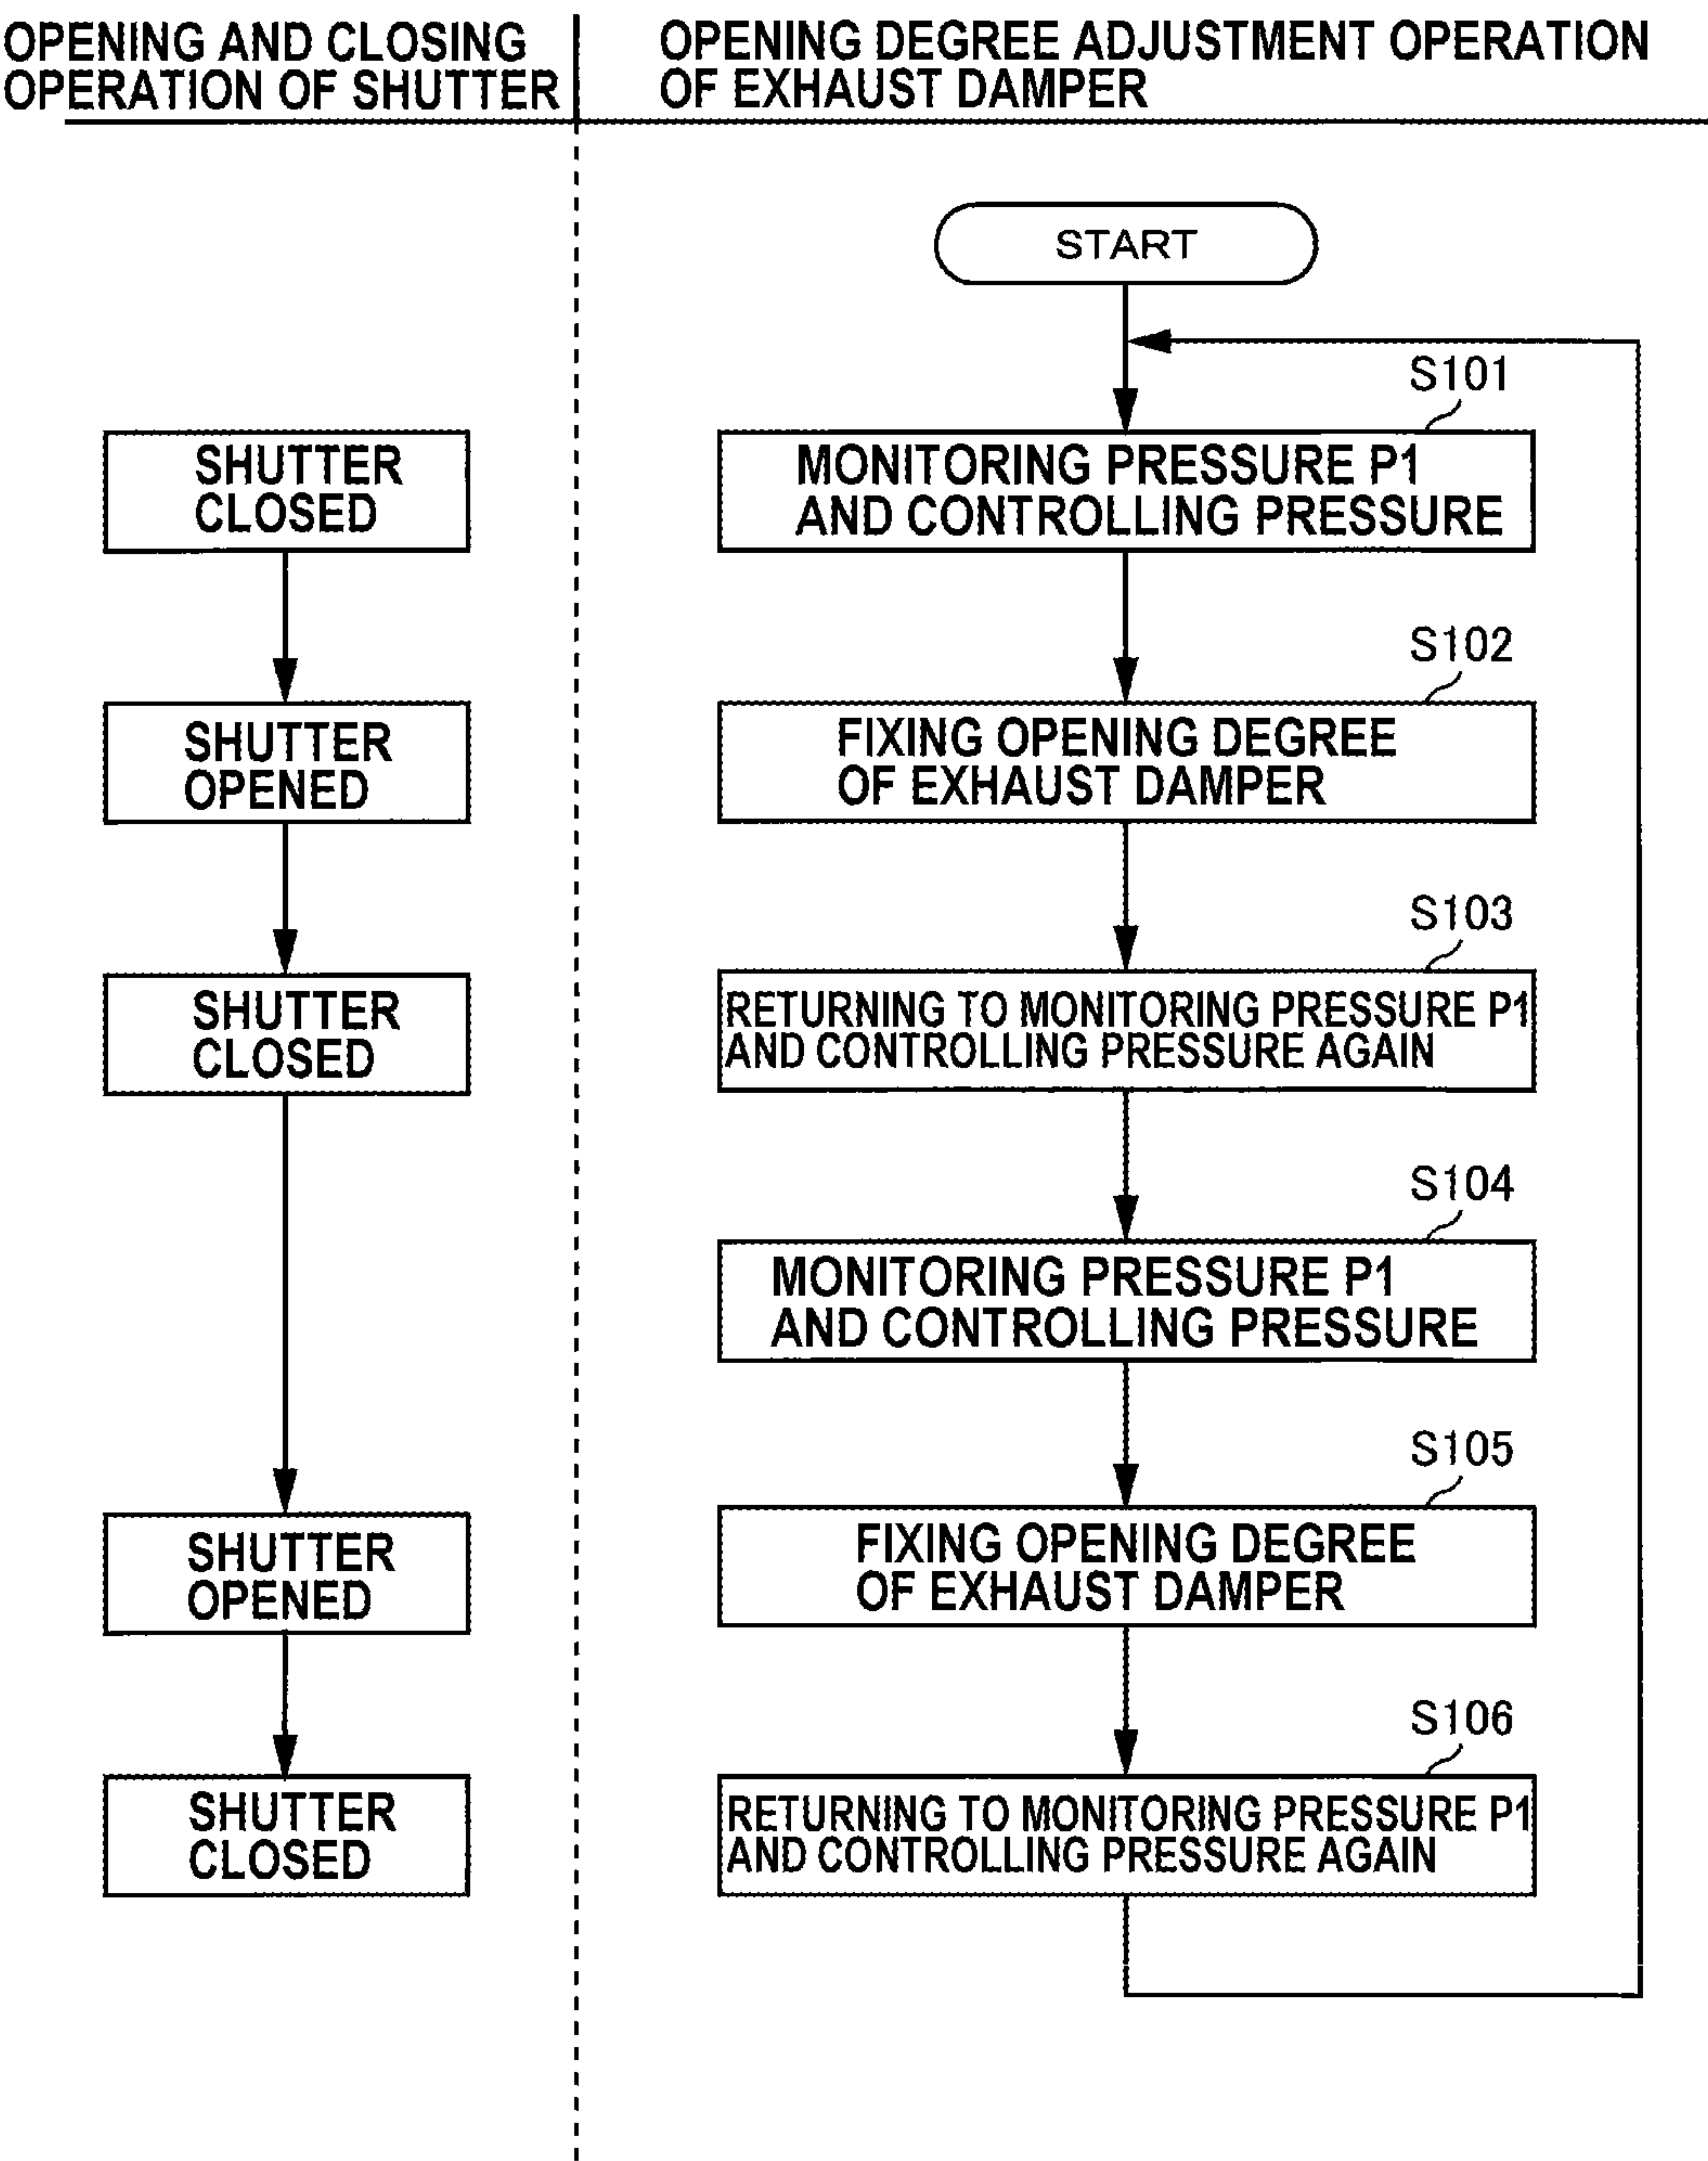 OPENING AND CLOSING
OPERATION OF SHUTTER
OPENING DEGREE ADJUSTMENT OPERATION
OF EXHAUST DAMPER
START
S101
SHUTTER
CLOSED
MONITORING PRESSURE P1
AND CONTROLLING PRESSURE
S102
SHUTTER
OPENED
FIXING OPENING DEGREE
OF EXHAUST DAMPER
S103
SHUTTER
CLOSED
RETURNING TO MONITORING PRESSURE P1
AND CONTROLLING PRESSURE AGAIN
S104
MONITORING PRESSURE P1
AND CONTROLLING PRESSURE
S105
SHUTTER
OPENED
FIXING OPENING DEGREE
OF EXHAUST DAMPER
S106
SHUTTER
CLOSED
RETURNING TO MONITORING PRESSURE P1
AND CONTROLLING PRESSURE AGAIN